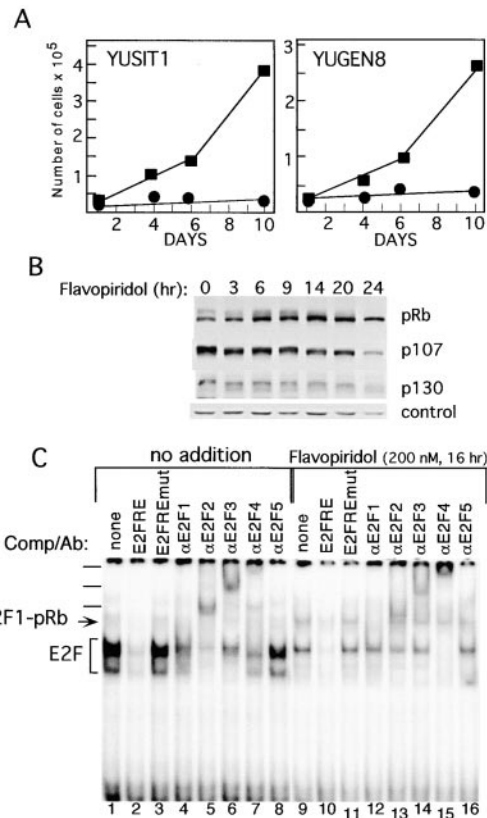 A
YUSIT1
YUGEN8
Number of cells x 10⁵
4
3
2
1
2 4 6 8 10
DAYS
3
2
1
2 4 6 8 10
DAYS
B
Flavopiridol (hr): 0 3 6 9 14 20 24
pRb
p107
p130
control
C
no addition
Flavopiridol (200 nM, 16 hr)
Comp/Ab:
none
E2FRE
E2FREmut
αE2F1
αE2F2
αE2F3
αE2F4
αE2F5
none
E2FRE
E2FREmut
αE2F1
αE2F2
αE2F3
αE2F4
αE2F5
2F1-pRb
E2F
1 2 3 4 5 6 7 8 9 10 11 12 13 14 15 16